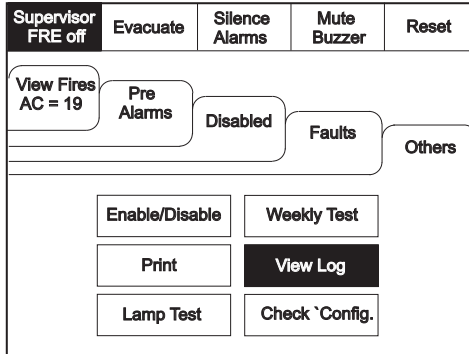 Supervisor
FRE off
Evacuate
Silence
Alarms
Mute
Buzzer
Reset
View Fires
AC = 19
Pre
Alarms
Disabled
Faults
Others
Enable/Disable
Weekly Test
Print
View Log
Lamp Test
Check `Config.